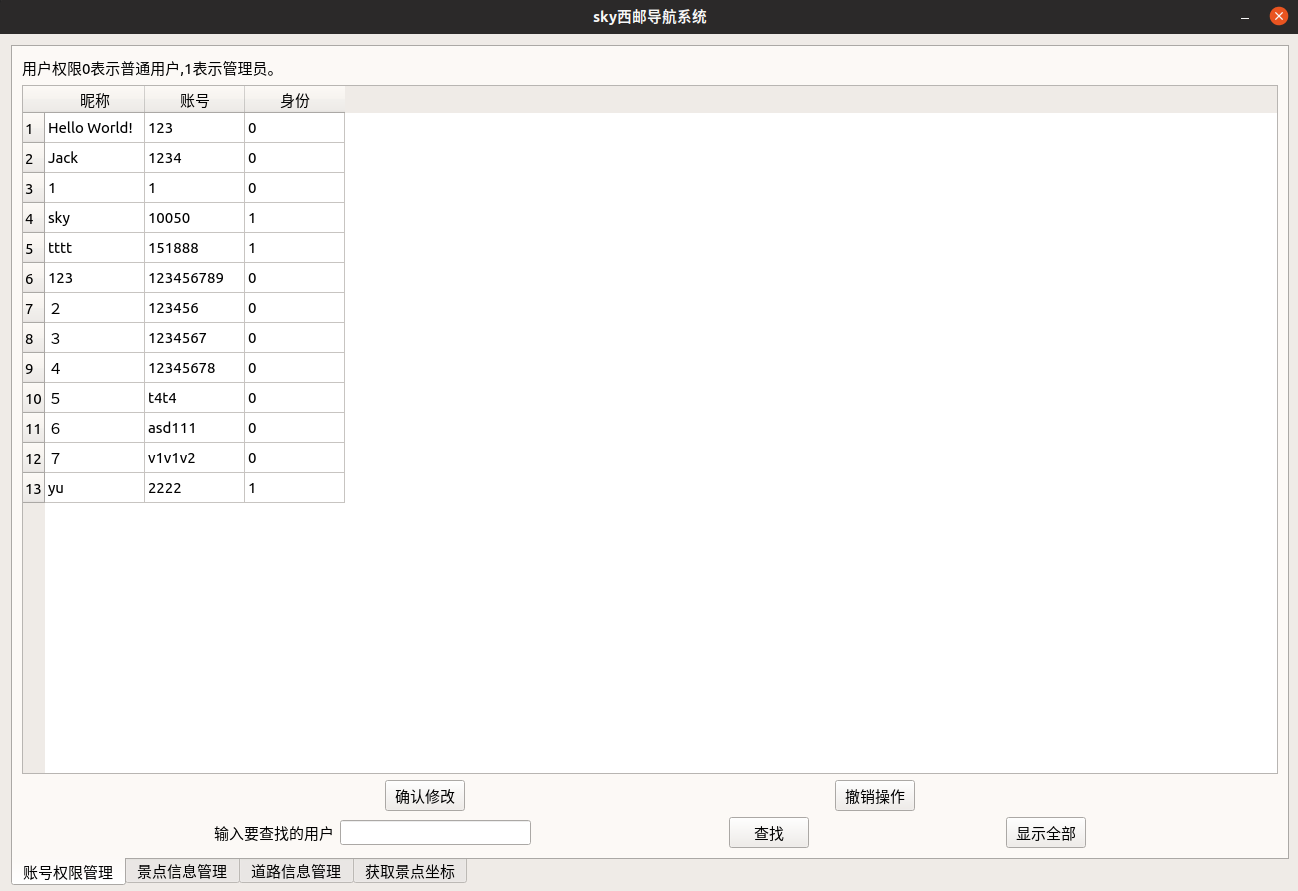 sky西邮导航系统
用户权限0表示普通用户,1表示管理员。
昵称 账号 身份
1 Hello World! 123 0
2 Jack 1234 0
3 1 1 0
4 sky 10050 1
5 tttt 151888 1
6 123 123456789 0
7 ２ 123456 0
8 ３ 1234567 0
9 ４ 12345678 0
10 ５ t4t4 0
11 ６ asd111 0
12 ７ v1v1v2 0
13 yu 2222 1
确认修改 撤销操作
输入要查找的用户 查找 显示全部
账号权限管理 景点信息管理 道路信息管理 获取景点坐标